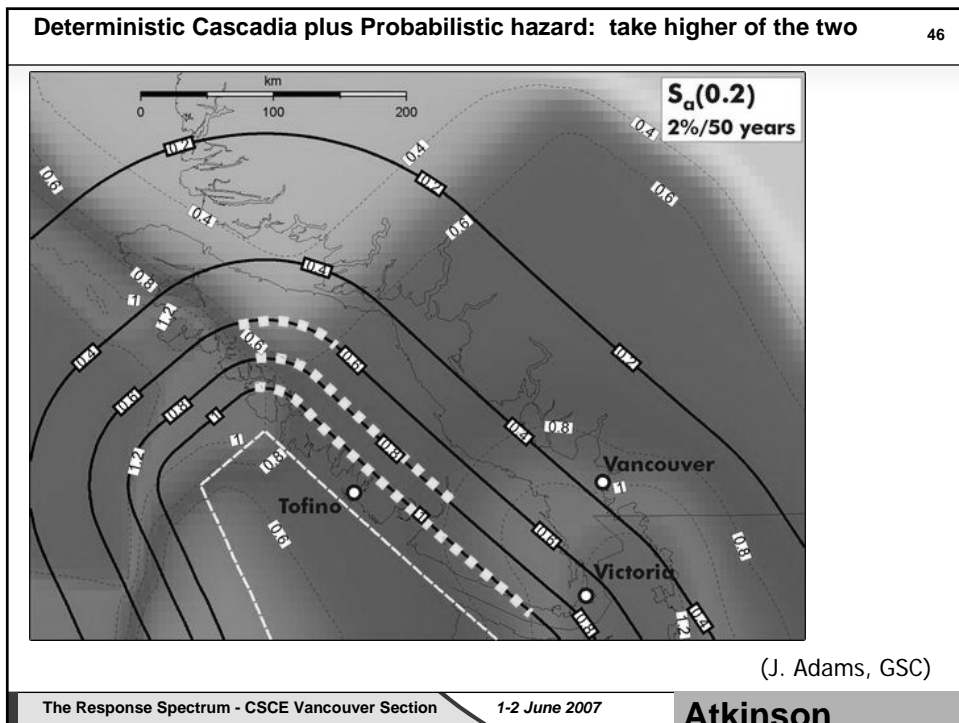 Deterministic Cascadia plus Probabilistic hazard: take higher of the two
46
km
0 100 200
Sa(0.2)
2%/50 years
0.2
0.4
0.6
0.6
0.4
0.2
0.6
0.4
0.8
1
1.2
0.4
0.6
0.6
0.2
0.4
0.6
0.8
1
1.2
1
0.8
0.8
0.4
0.8
Vancouver
1
Tofino
1
0.6
0.6
0.8
Victoria
0.8
0.4
1.2
(J. Adams, GSC)
The Response Spectrum - CSCE Vancouver Section
1-2 June 2007
Atkinson